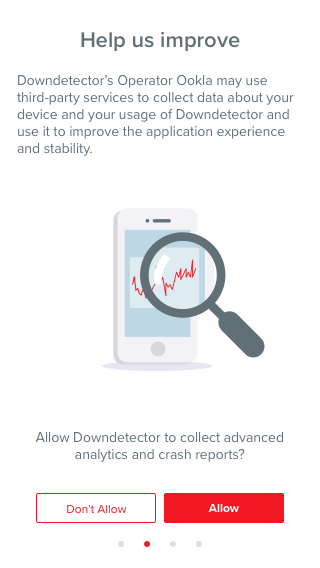 Help us improve
Downdetector's Operator Ookla may use
third-party services to collect data about your
device and your usage of Downdetector and
use it to improve the application experience
and stability.
Allow Downdetector to collect advanced
analytics and crash reports?
Don't Allow
Allow